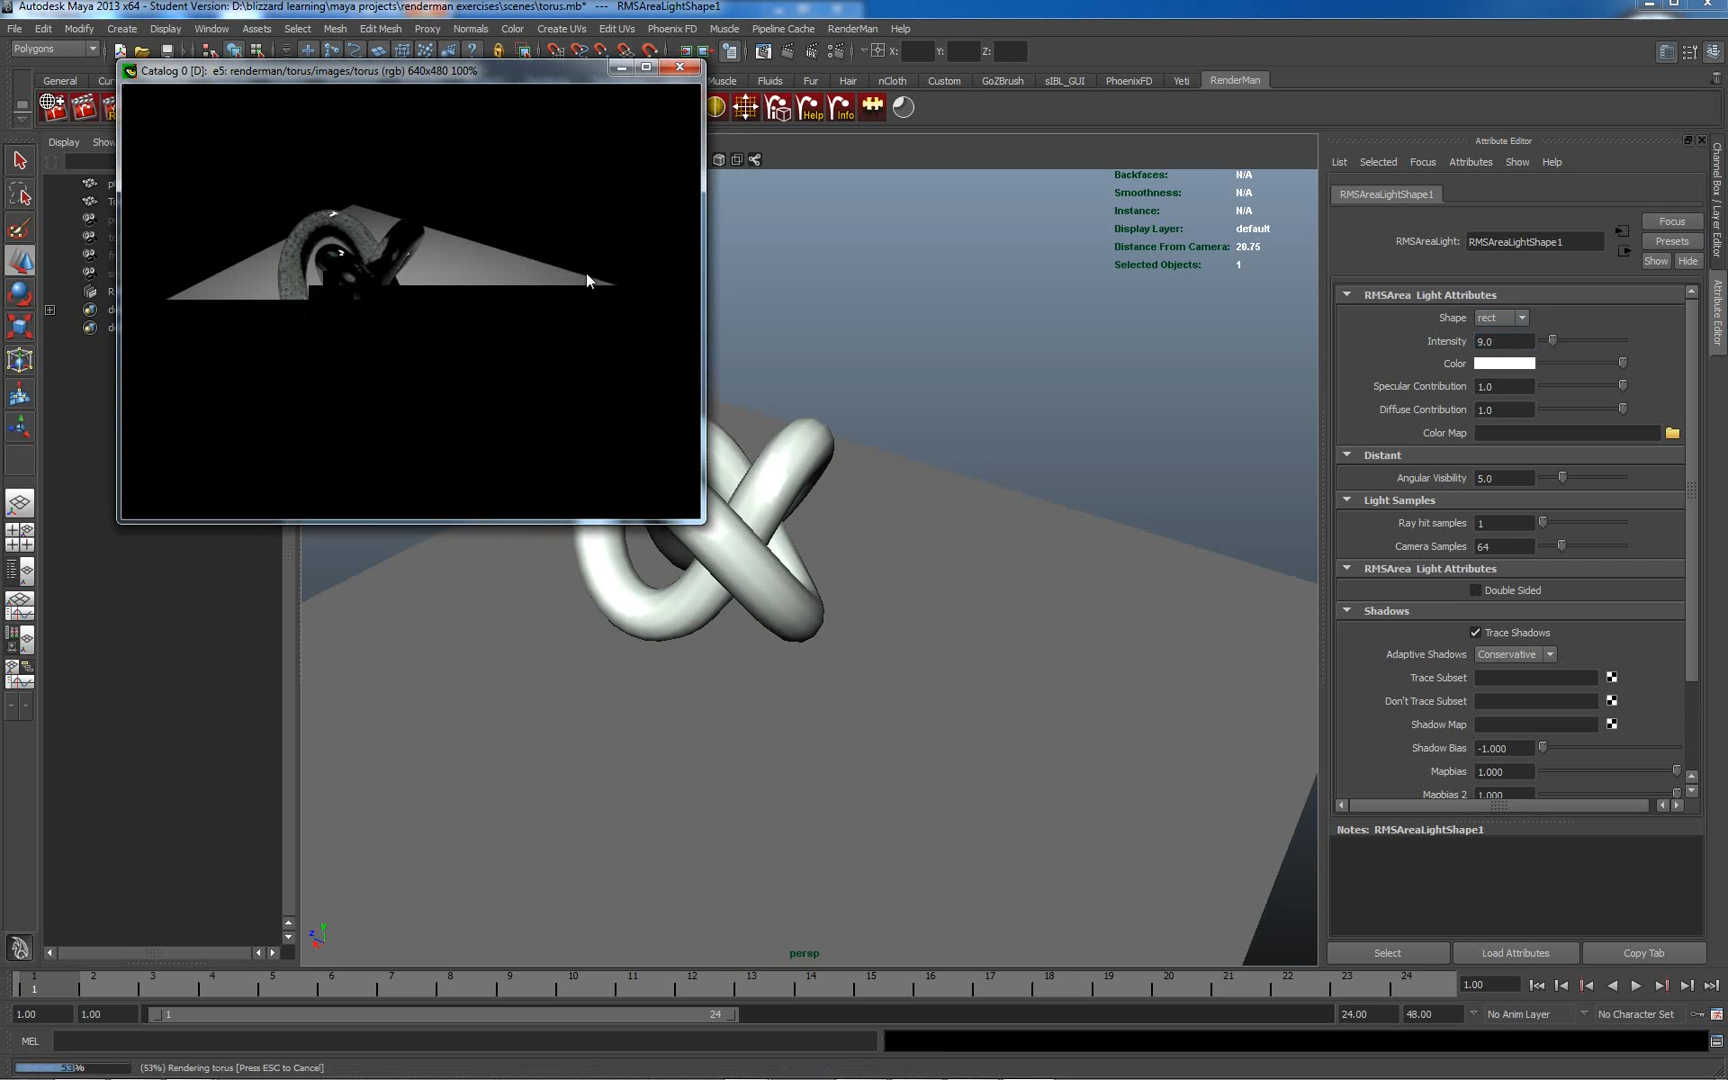 Autodesk Maya 2013 x64 - Student Version: D:\blizzard learning\maya projects\renderman exercises\scenes\torus.mb* --- RMSAreaLightShape1
File Edit Modify Create Display Window Assets Select Mesh Edit Mesh Proxy Normals Color Create UVs Edit UVs Phoenix FD Muscle Pipeline Cache RenderMan Help
Polygons
X: Y: Z:
Catalog 0 [D]: e5: renderman/torus/images/torus (rgb) 640x480 100%
General Cur
Muscle Fluids Fur Hair nCloth Custom GoZBrush sIBL_GUI PhoenixFD Yeti RenderMan
Help Info
Display Show
Backfaces: N/A
Smoothness: N/A
Instance: N/A
Display Layer: default
Distance From Camera: 20.75
Selected Objects: 1
z y x
persp
Attribute Editor
List Selected Focus Attributes Show Help
RMSAreaLightShape1
Focus
RMSAreaLight: RMSAreaLightShape1
Presets
Show Hide
RMSArea Light Attributes
Shape rect
Intensity 9.0
Color
Specular Contribution 1.0
Diffuse Contribution 1.0
Color Map
Distant
Angular Visibility 5.0
Light Samples
Ray hit samples 1
Camera Samples 64
RMSArea Light Attributes
Double Sided
Shadows
Trace Shadows
Adaptive Shadows Conservative
Trace Subset
Don't Trace Subset
Shadow Map
Shadow Bias -1.000
Mapbias 1.000
Mapbias 2 1.000
Notes: RMSAreaLightShape1
Select Load Attributes Copy Tab
Channel Box / Layer Editor
Attribute Editor
1 2 3 4 5 6 7 8 9 10 11 12 13 14 15 16 17 18 19 20 21 22 23 24
1
1.00
1.00 1.00 1 24 24.00 48.00 No Anim Layer No Character Set
MEL
53% (53%) Rendering torus [Press ESC to Cancel]